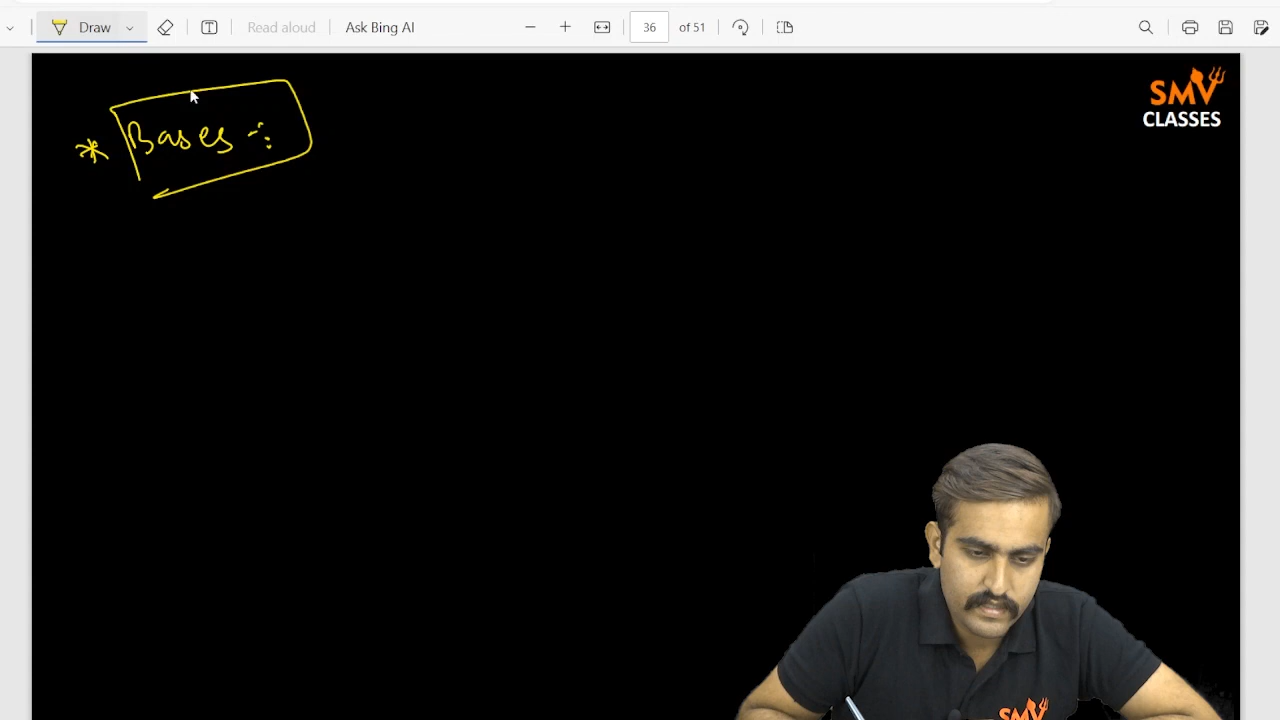 Draw
Read aloud
Ask Bing AI
36 of 51
* Bases -:
SMV
CLASSES
SMV